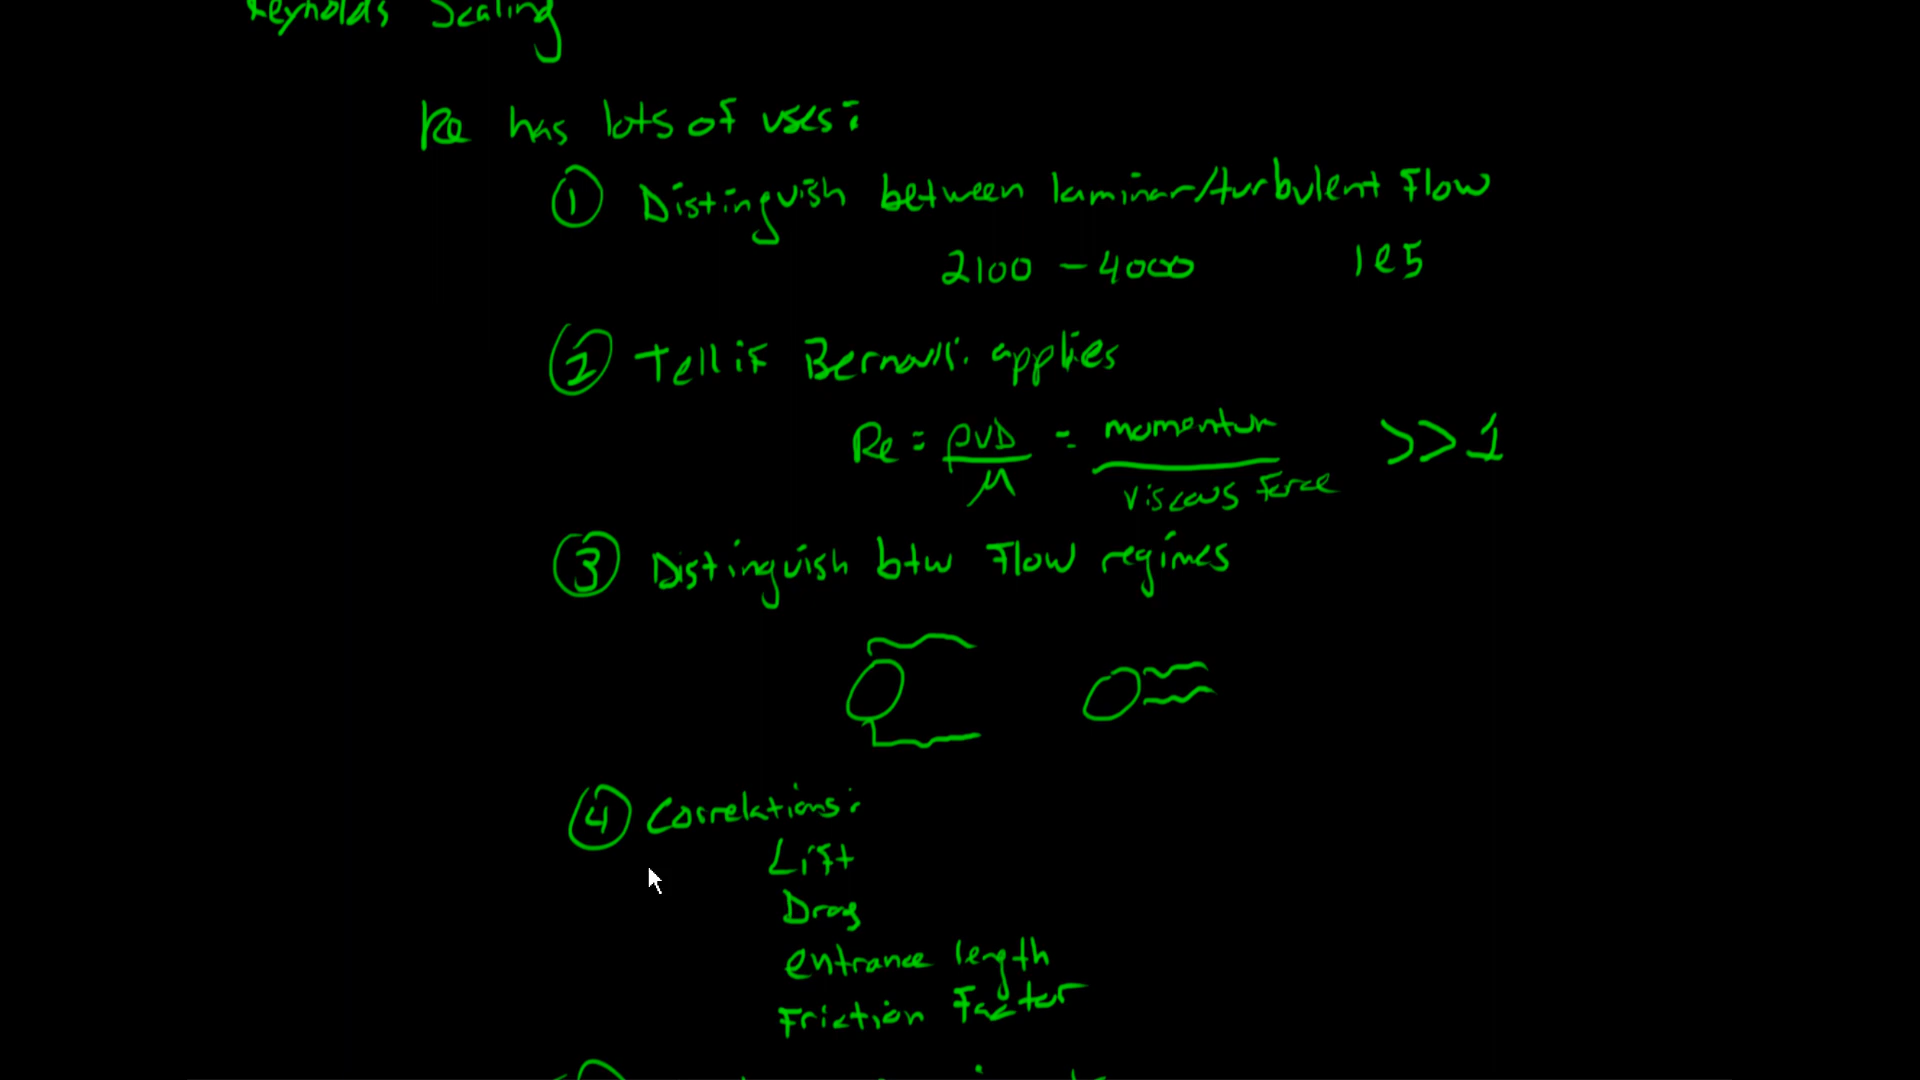 Reynolds Scaling
Re has lots of uses:
① Distinguish between laminar/turbulent Flow
2100 - 4000 1e5
② Tell if Bernoulli applies
Re = ρVD/μ = momentum/viscous Force >> 1
③ Distinguish btw Flow regimes
④ Correlations:
Lift
Drag
entrance length
Friction Factor